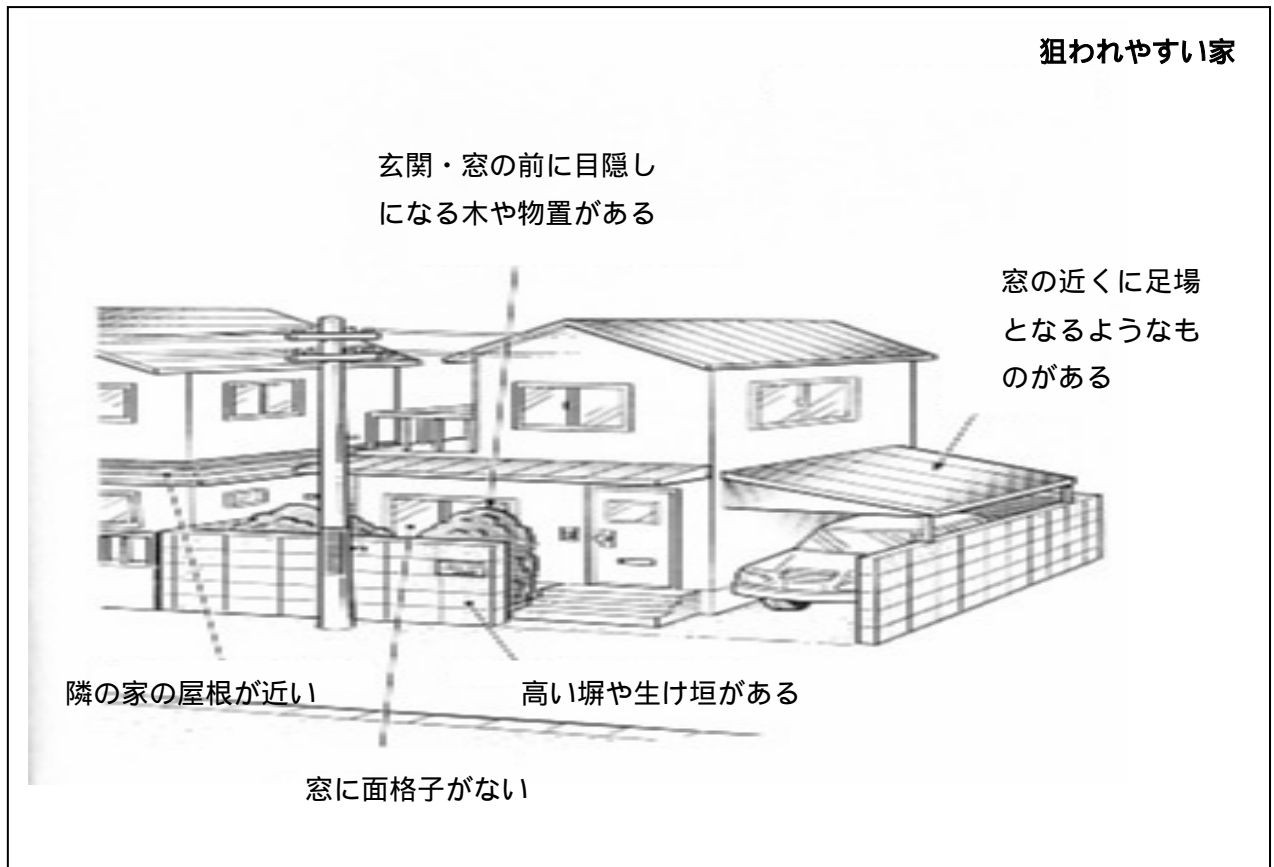 狙われやすい家
玄関・窓の前に目隠し
になる木や物置がある
窓の近くに足場
となるようなも
のがある
隣の家の屋根が近い
高い塀や生け垣がある
窓に面格子がない